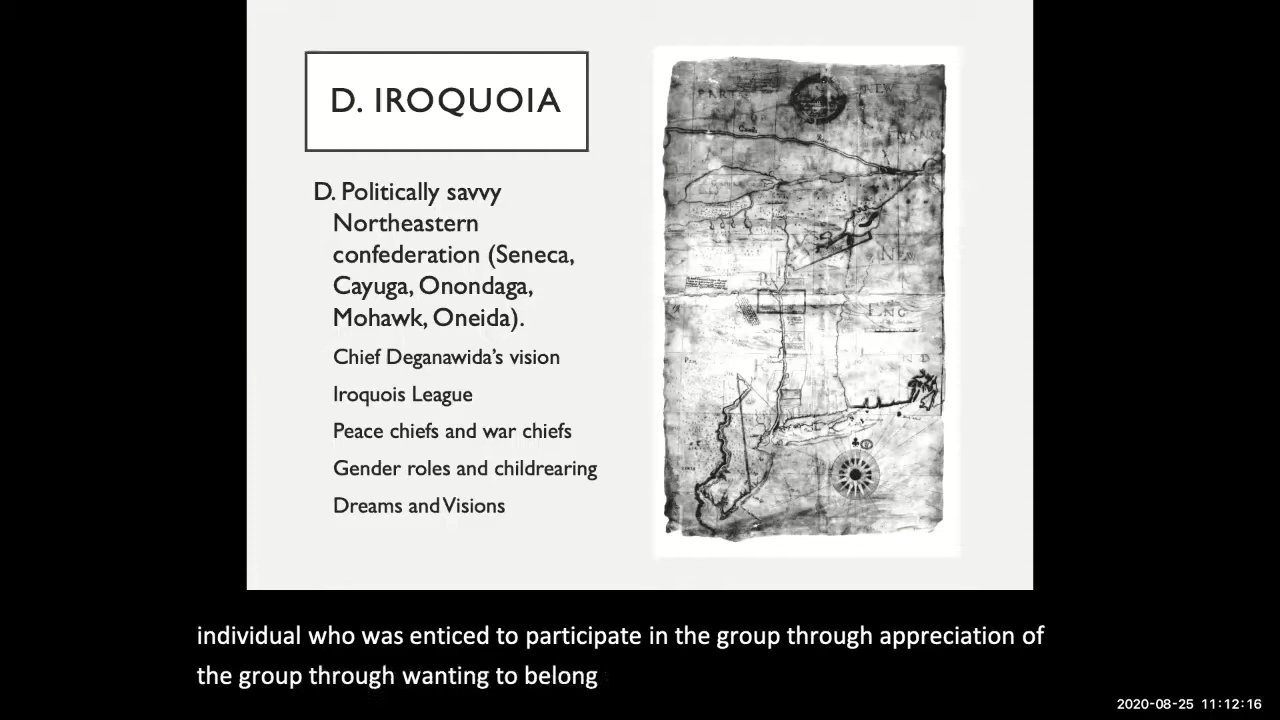 D. IROQUOIA
D. Politically savvy
Northeastern
confederation (Seneca,
Cayuga, Onondaga,
Mohawk, Oneida).
Chief Deganawida's vision
Iroquois League
Peace chiefs and war chiefs
Gender roles and childrearing
Dreams and Visions
individual who was enticed to participate in the group through appreciation of
the group through wanting to belong
2020-08-25 11:12:16